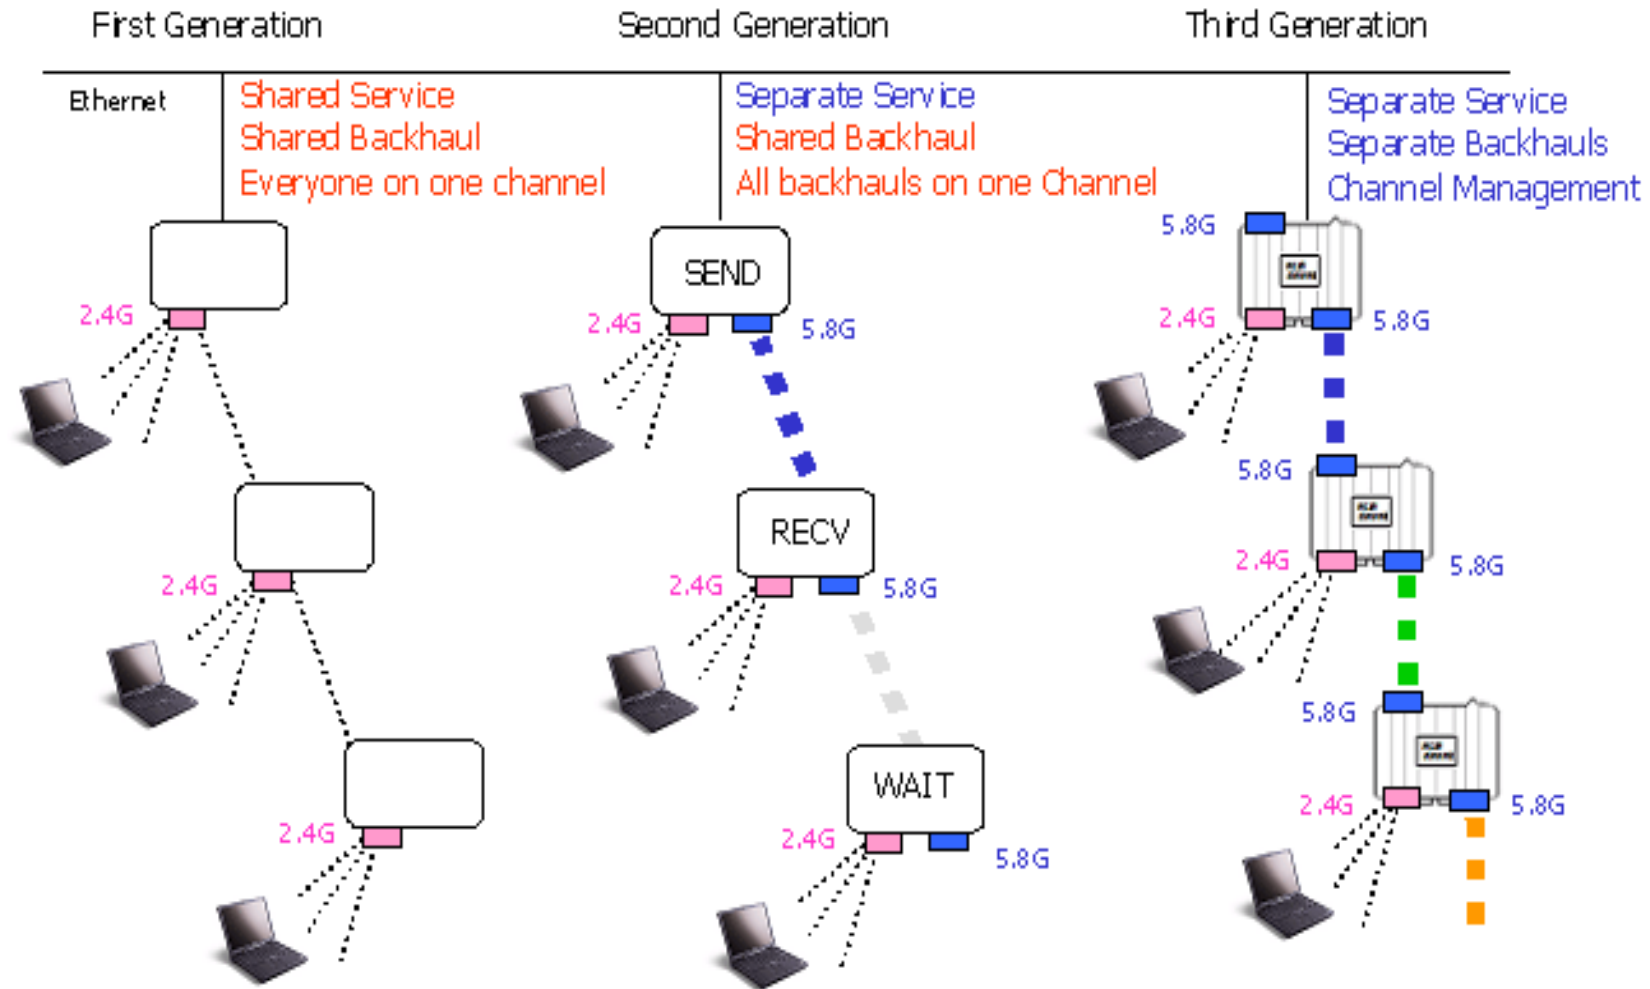 First Generation
Second Generation
Third Generation
Ethernet
Shared Service
Shared Backhaul
Everyone on one channel
Separate Service
Shared Backhaul
All backhauls on one Channel
Separate Service
Separate Backhauls
Channel Management
2.4G
2.4G
2.4G
SEND
2.4G
5.8G
RECV
2.4G
5.8G
WAIT
2.4G
5.8G
5.8G
2.4G
5.8G
5.8G
2.4G
5.8G
5.8G
2.4G
5.8G